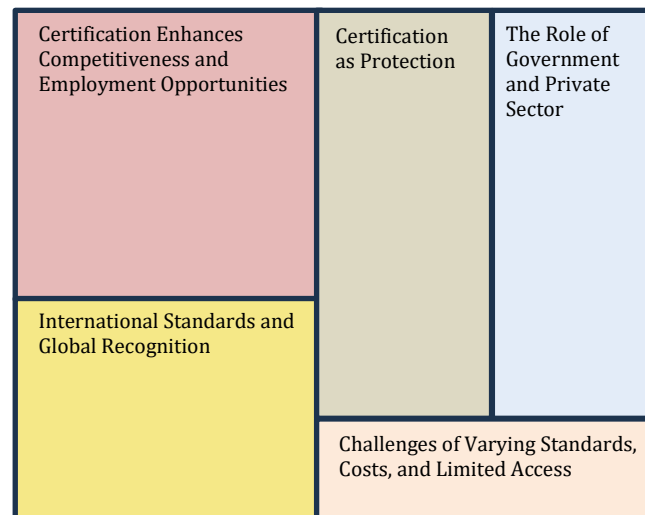 Certification Enhances
Competitiveness and
Employment Opportunities
Certification
as Protection
The Role of
Government
and Private
Sector
International Standards and
Global Recognition
Challenges of Varying Standards,
Costs, and Limited Access